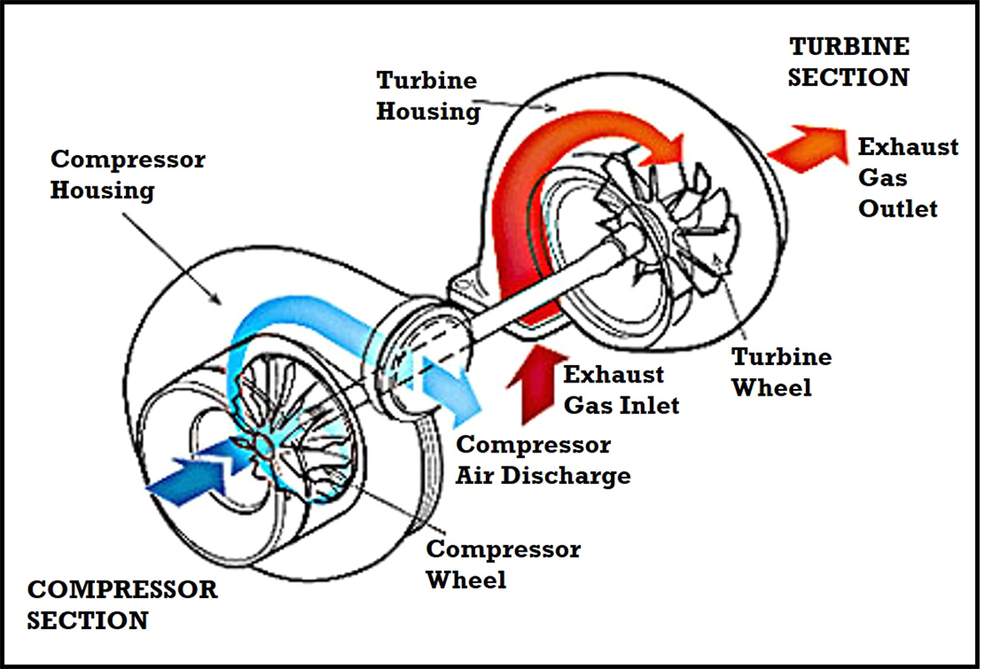 TURBINE
SECTION
Turbine
Housing
Exhaust
Gas
Outlet
Compressor
Housing
Turbine
Wheel
Exhaust
Gas Inlet
Compressor
Air Discharge
Compressor
Wheel
COMPRESSOR
SECTION